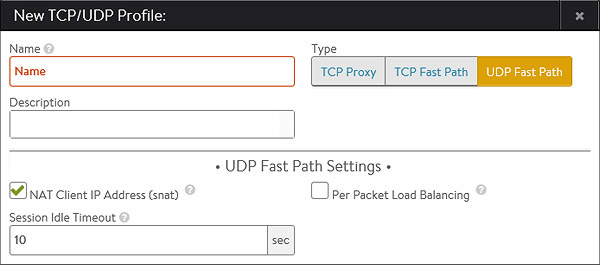 New TCP/UDP Profile:
Name
Type
Name
TCP Proxy TCP Fast Path UDP Fast Path
Description
• UDP Fast Path Settings •
NAT Client IP Address (snat) ? Per Packet Load Balancing ?
Session Idle Timeout ?
10 sec